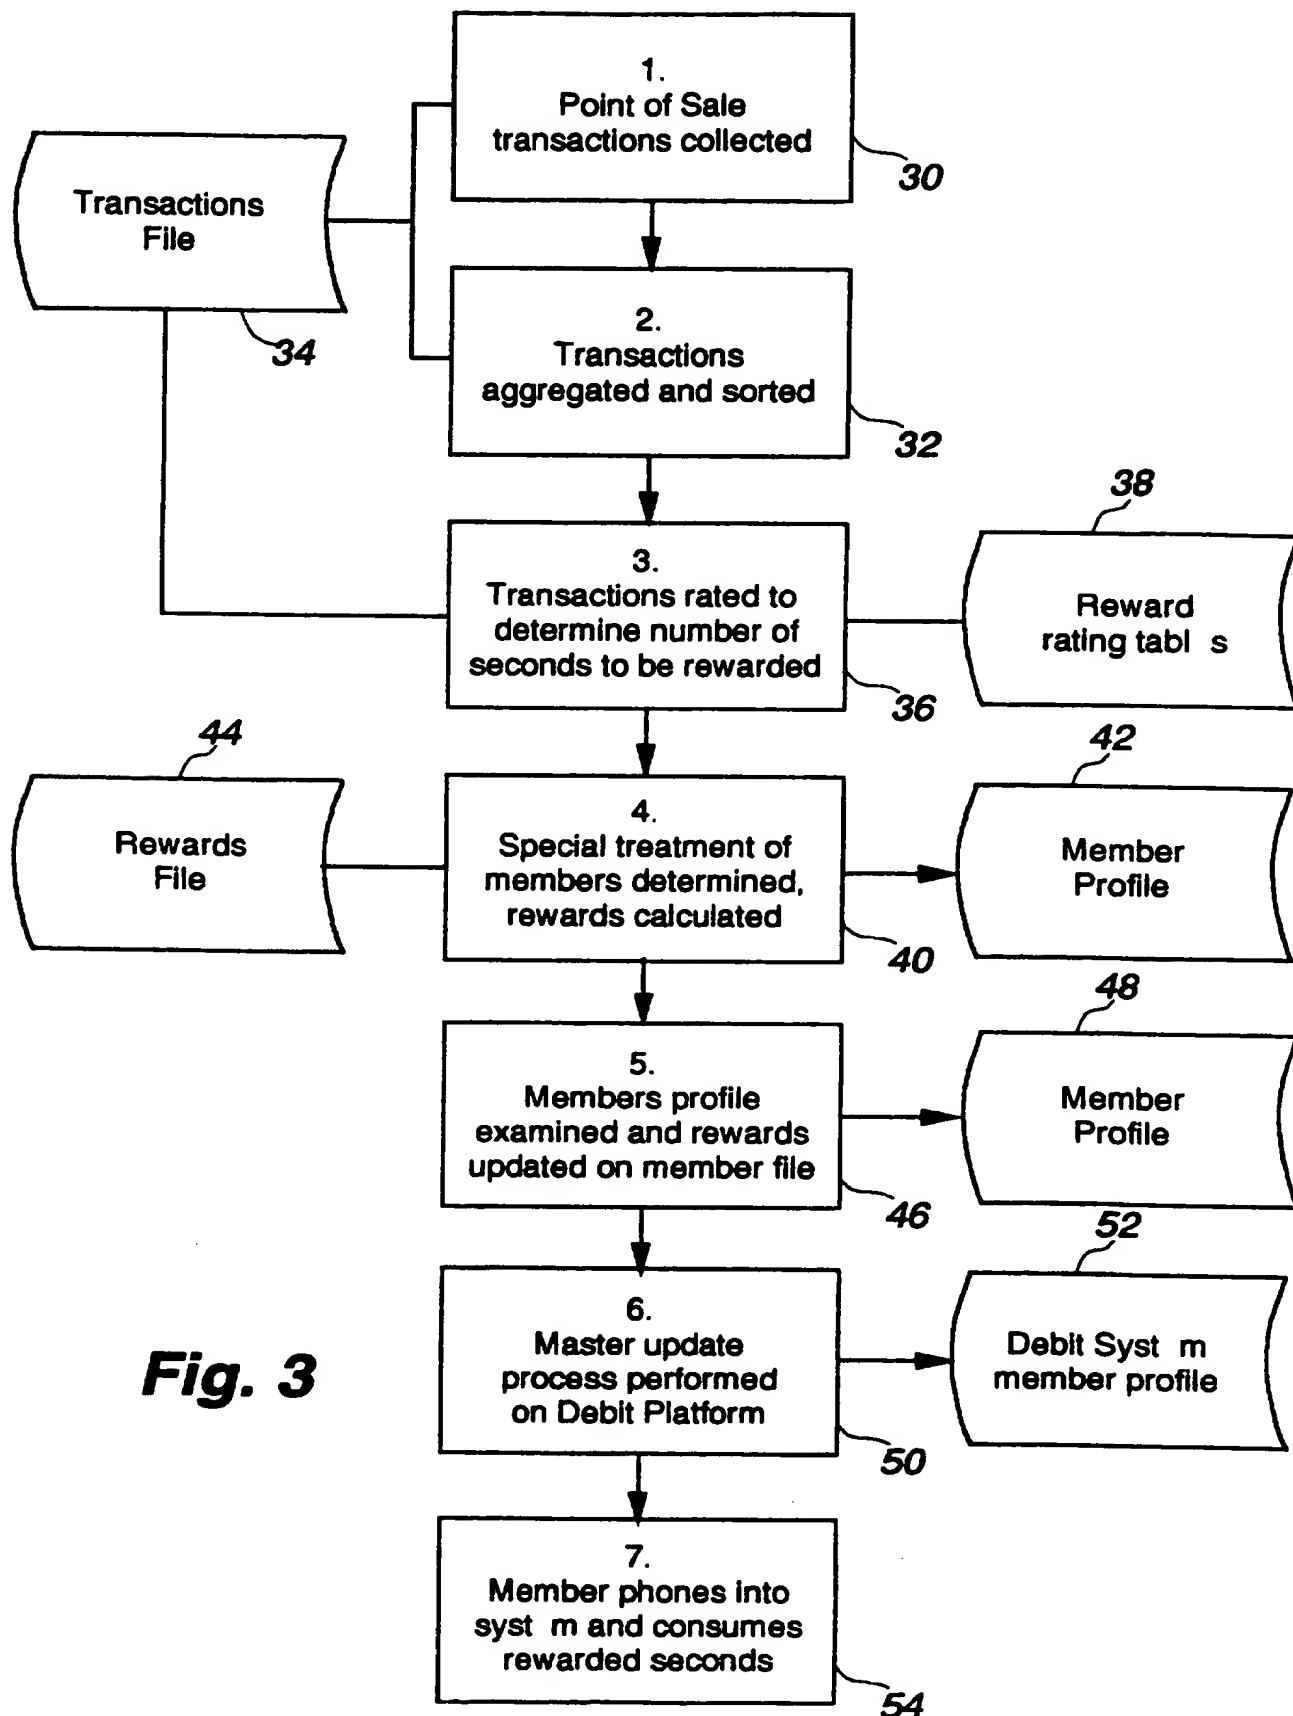 1.
Point of Sale
transactions collected
30
Transactions
File
34
2.
Transactions
aggregated and sorted
32
3.
Transactions rated to
determine number of
seconds to be rewarded
36
38
Reward
rating tabl s
44
Rewards
File
4.
Special treatment of
members determined,
rewards calculated
40
42
Member
Profile
5.
Members profile
examined and rewards
updated on member file
46
48
Member
Profile
6.
Master update
process performed
on Debit Platform
50
52
Debit Syst m
member profile
Fig. 3
7.
Member phones into
syst m and consumes
rewarded seconds
54